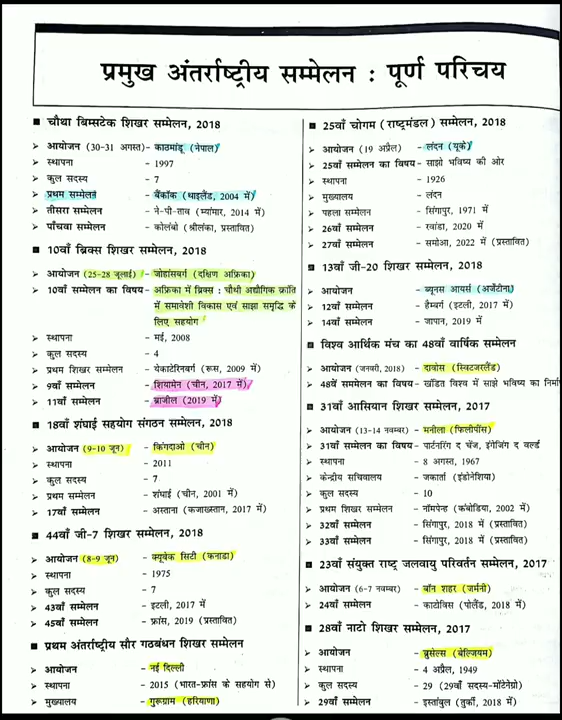 प्रमुख अंतर्राष्ट्रीय सम्मेलन : पूर्ण परिचय
■ चौथा बिम्सटेक शिखर सम्मेलन, 2018
➢ आयोजन (30-31 अगस्त) - काठमांडू (नेपाल)
➢ स्थापना - 1997
➢ कुल सदस्य - 7
➢ प्रथम सम्मेलन - बैंकॉक (थाइलैंड, 2004 में)
➢ तीसरा सम्मेलन - ने-पी-ताव (म्यांमार, 2014 में)
➢ पाँचवा सम्मेलन - कोलंबो (श्रीलंका, प्रस्तावित)
■ 10वाँ ब्रिक्स शिखर सम्मेलन, 2018
➢ आयोजन (25-28 जूलाई) - जोहांसबर्ग (दक्षिण अफ्रिका)
➢ 10वाँ सम्मेलन का विषय - अफ्रिका में ब्रिक्स : चौथी अद्यौगिक क्रांति
में समावेशी विकास एवं साझा समृद्धि के
लिए सहयोग
➢ स्थापना - मई, 2008
➢ कुल सदस्य - 4
➢ प्रथम शिखर सम्मेलन - येकाटेरिनबर्ग (रूस, 2009 में)
➢ 9वाँ सम्मेलन - शियामेन (चीन, 2017 में)
➢ 11वाँ सम्मेलन - ब्राजील (2019 में)
■ 18वाँ शंघाई सहयोग संगठन सम्मेलन, 2018
➢ आयोजन (9-10 जून) - किंगदाओ (चीन)
➢ स्थापना - 2011
➢ कुल सदस्य - 7
➢ प्रथम सम्मेलन - शंघाई (चीन, 2001 में)
➢ 17वाँ सम्मेलन - अस्ताना (कजाख्स्तान, 2017 में)
■ 44वाँ जी-7 शिखर सम्मेलन, 2018
➢ आयोजन (8-9 जून) - क्यूबेक सिटी (कनाडा)
➢ स्थापना - 1975
➢ कुल सदस्य - 7
➢ 43वाँ सम्मेलन - इटली, 2017 में
➢ 45वाँ सम्मेलन - फ्रांस, 2019 (प्रस्तावित)
■ प्रथम अंतर्राष्ट्रीय सौर गठबंधन शिखर सम्मेलन
➢ आयोजन - नई दिल्ली
➢ स्थापना - 2015 (भारत-फ्रांस के सहयोग से)
➢ मुख्यालय - गुरूग्राम (हरियाणा)
■ 25वाँ चोगम (राष्ट्रमंडल) सम्मेलन, 2018
➢ आयोजन (19 अप्रैल) - लंदन (यूके)
➢ 25वाँ सम्मेलन का विषय - साझे भविष्य की ओर
➢ स्थापना - 1926
➢ मुख्यालय - लंदन
➢ पहला सम्मेलन - सिंगापुर, 1971 में
➢ 26वाँ सम्मेलन - रवांडा, 2020 में
➢ 27वाँ सम्मेलन - समोआ, 2022 में (प्रस्तावित)
■ 13वाँ जी-20 शिखर सम्मेलन, 2018
➢ आयोजन - ब्यूनस आयर्स (अर्जेंटीना)
➢ 12वाँ सम्मेलन - हैम्बर्ग (इटली, 2017 में)
➢ 14वाँ सम्मेलन - जापान, 2019 में
■ विश्व आर्थिक मंच का 48वाँ वार्षिक सम्मेलन
➢ आयोजन (जनवरी, 2018) - दावोस (स्विटजरलैंड)
➢ 48वें सममेलन का विषय - खंडित विश्व में साझे भविष्य का निर्मा
■ 31वाँ आसियान शिखर सम्मेलन, 2017
➢ आयोजन (13-14 नवम्बर) - मनीला (फिलीपींस)
➢ 31वाँ सम्मेलन का विषय - पार्टनरिंग द चेंज, इंगेजिंग द वर्ल्ड
➢ स्थापना - 8 अगस्त, 1967
➢ केन्द्रीय सचिवालय - जकार्ता (इंडोनेशिया)
➢ कुल सदस्य - 10
➢ प्रथम शिखर सम्मेलन - नॉमपेन्ह (कंबोडिया, 2002 में)
➢ 32वाँ सम्मेलन - सिंगापुर, 2018 में (प्रस्तावित)
➢ 33वाँ सम्मेलन - सिंगापुर, 2018 में (प्रस्तावित)
■ 23वाँ संयुक्त राष्ट्र जलवायु परिवर्तन सम्मेलन, 2017
➢ आयोजन (6-7 नवम्बर) - बॉन शहर (जर्मनी)
➢ 24वाँ सम्मेलन - काटोविस (पोलैंड, 2018 में)
■ 28वाँ नाटो शिखर सम्मेलन, 2017
➢ आयोजन - ब्रुसेल्स (बेल्जियम)
➢ स्थापना - 4 अप्रैल, 1949
➢ कुल सदस्य - 29 (29वाँ सदस्य-मोंटेनेग्रो)
➢ 29वाँ सम्मेलन - इस्तांबुल (तुर्की, 2018 में)